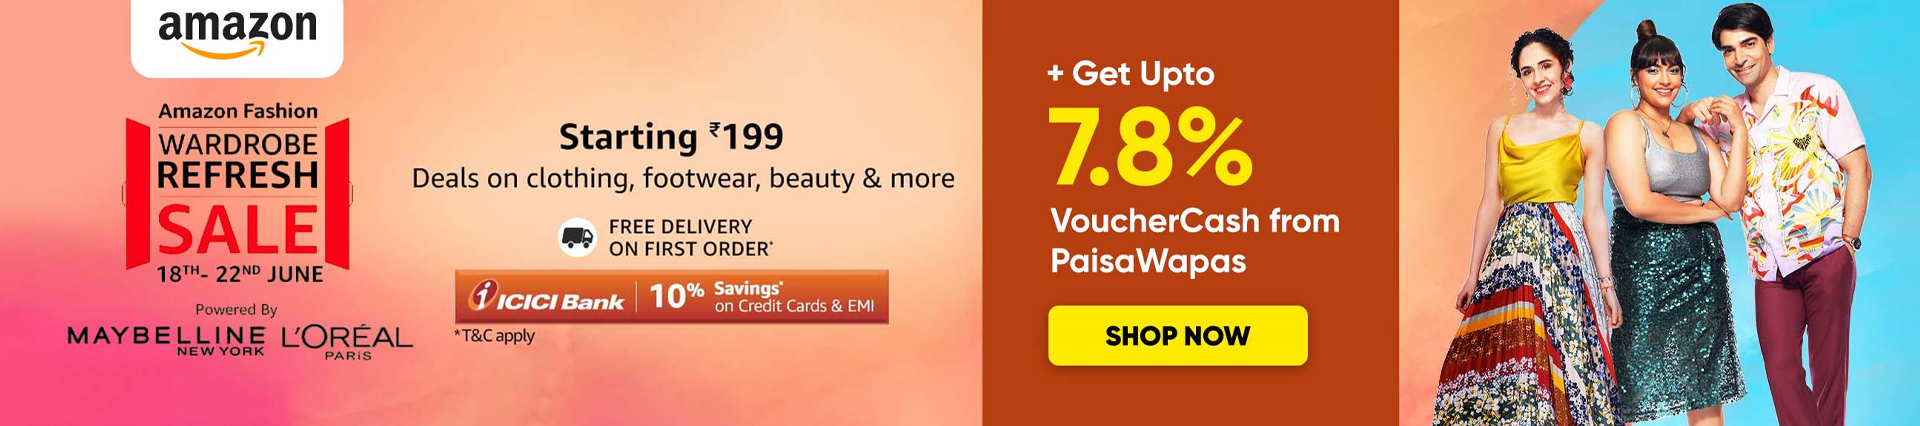 amazon
Amazon Fashion
WARDROBE
REFRESH
SALE
18TH- 22ND JUNE
Powered By
MAYBELLINE
NEW YORK
L'ORÉAL
PARiS
Starting ₹199
Deals on clothing, footwear, beauty & more
FREE DELIVERY
ON FIRST ORDER*
ICICI Bank
10% Savings*
on Credit Cards & EMI
*T&C apply
+ Get Upto
7.8%
VoucherCash from
PaisaWapas
SHOP NOW